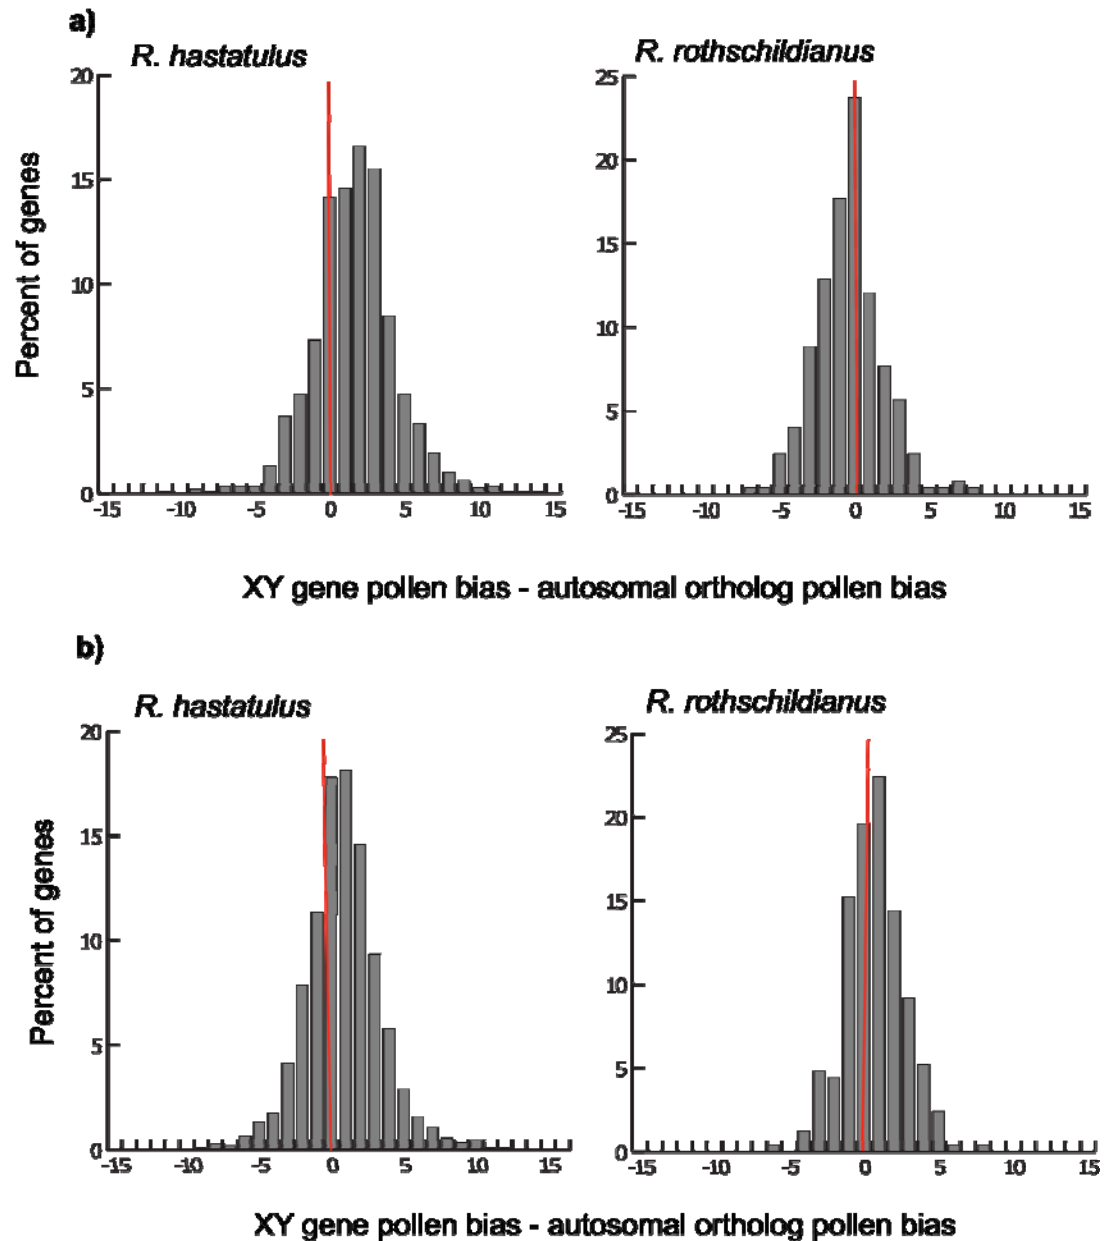 a)
R. hastatulus
R. rothschildianus
20
15
10
5
0
Percent of genes
-15 -10 -5 0 5 10 15
25
20
15
10
5
0
-15 -10 -5 0 5 10 15
XY gene pollen bias - autosomal ortholog pollen bias
b)
R. hastatulus
R. rothschildianus
20
15
10
5
0
Percent of genes
-15 -10 -5 0 5 10 15
25
20
15
10
5
0
-15 -10 -5 0 5 10 15
XY gene pollen bias - autosomal ortholog pollen bias